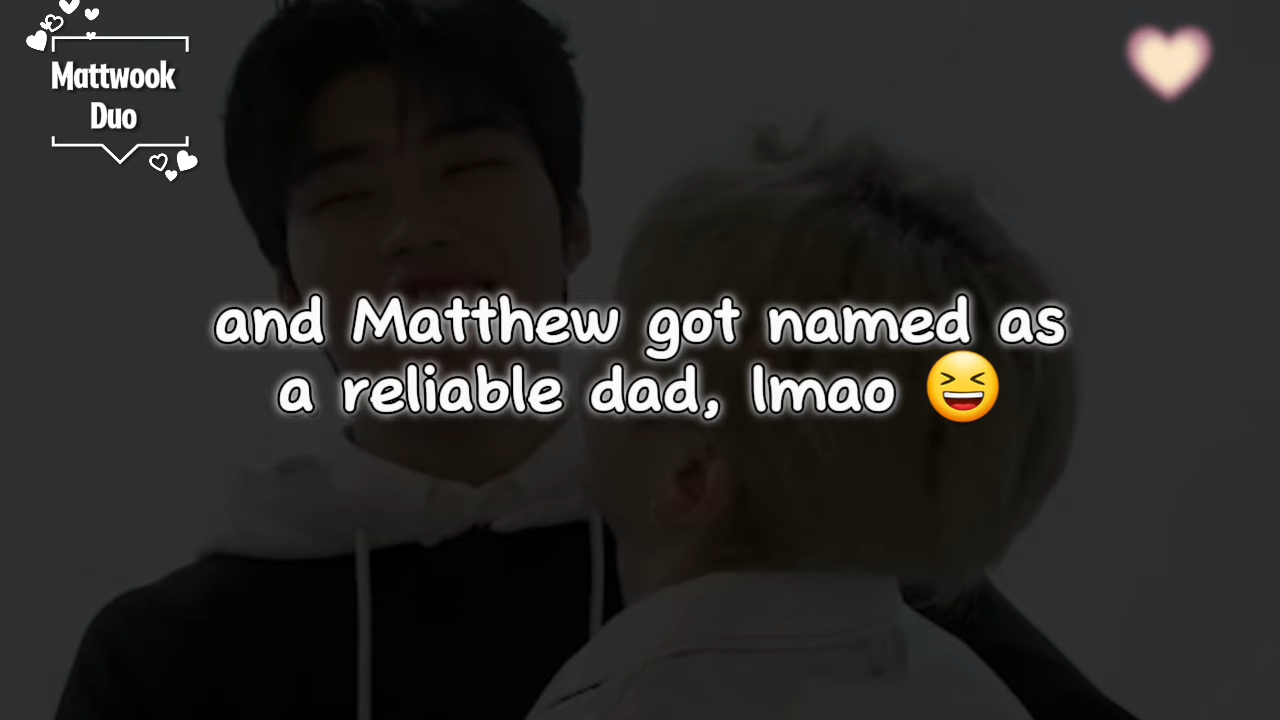 Mattwook
Duo
and Matthew got named as
a reliable dad, lmao 😆